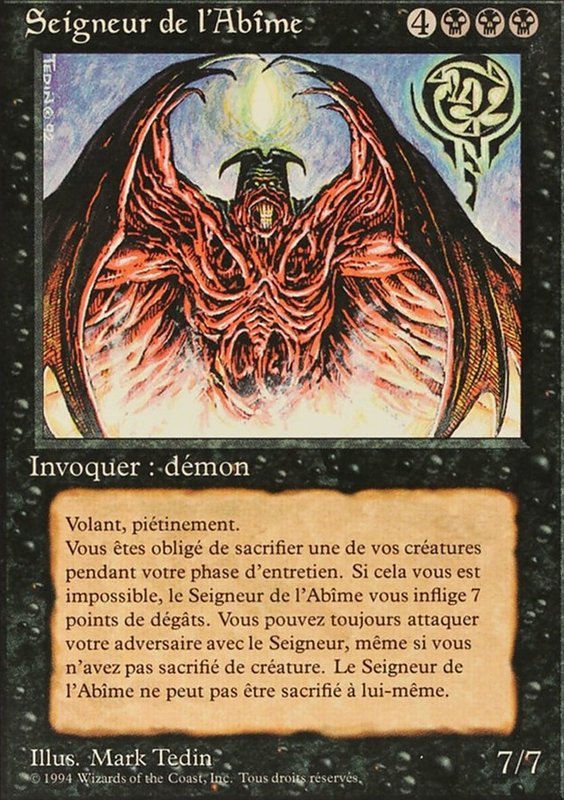 Seigneur de l'Abîme 4
TEDIN © 92
Invoquer : démon
Volant, piétinement.
Vous êtes obligé de sacrifier une de vos créatures
pendant votre phase d'entretien. Si cela vous est
impossible, le Seigneur de l'Abîme vous inflige 7
points de dégâts. Vous pouvez toujours attaquer
votre adversaire avec le Seigneur, même si vous
n'avez pas sacrifié de créature. Le Seigneur de
l'Abîme ne peut pas être sacrifié à lui-même.
Illus. Mark Tedin 7/7
© 1994 Wizards of the Coast, Inc. Tous droits réservés.